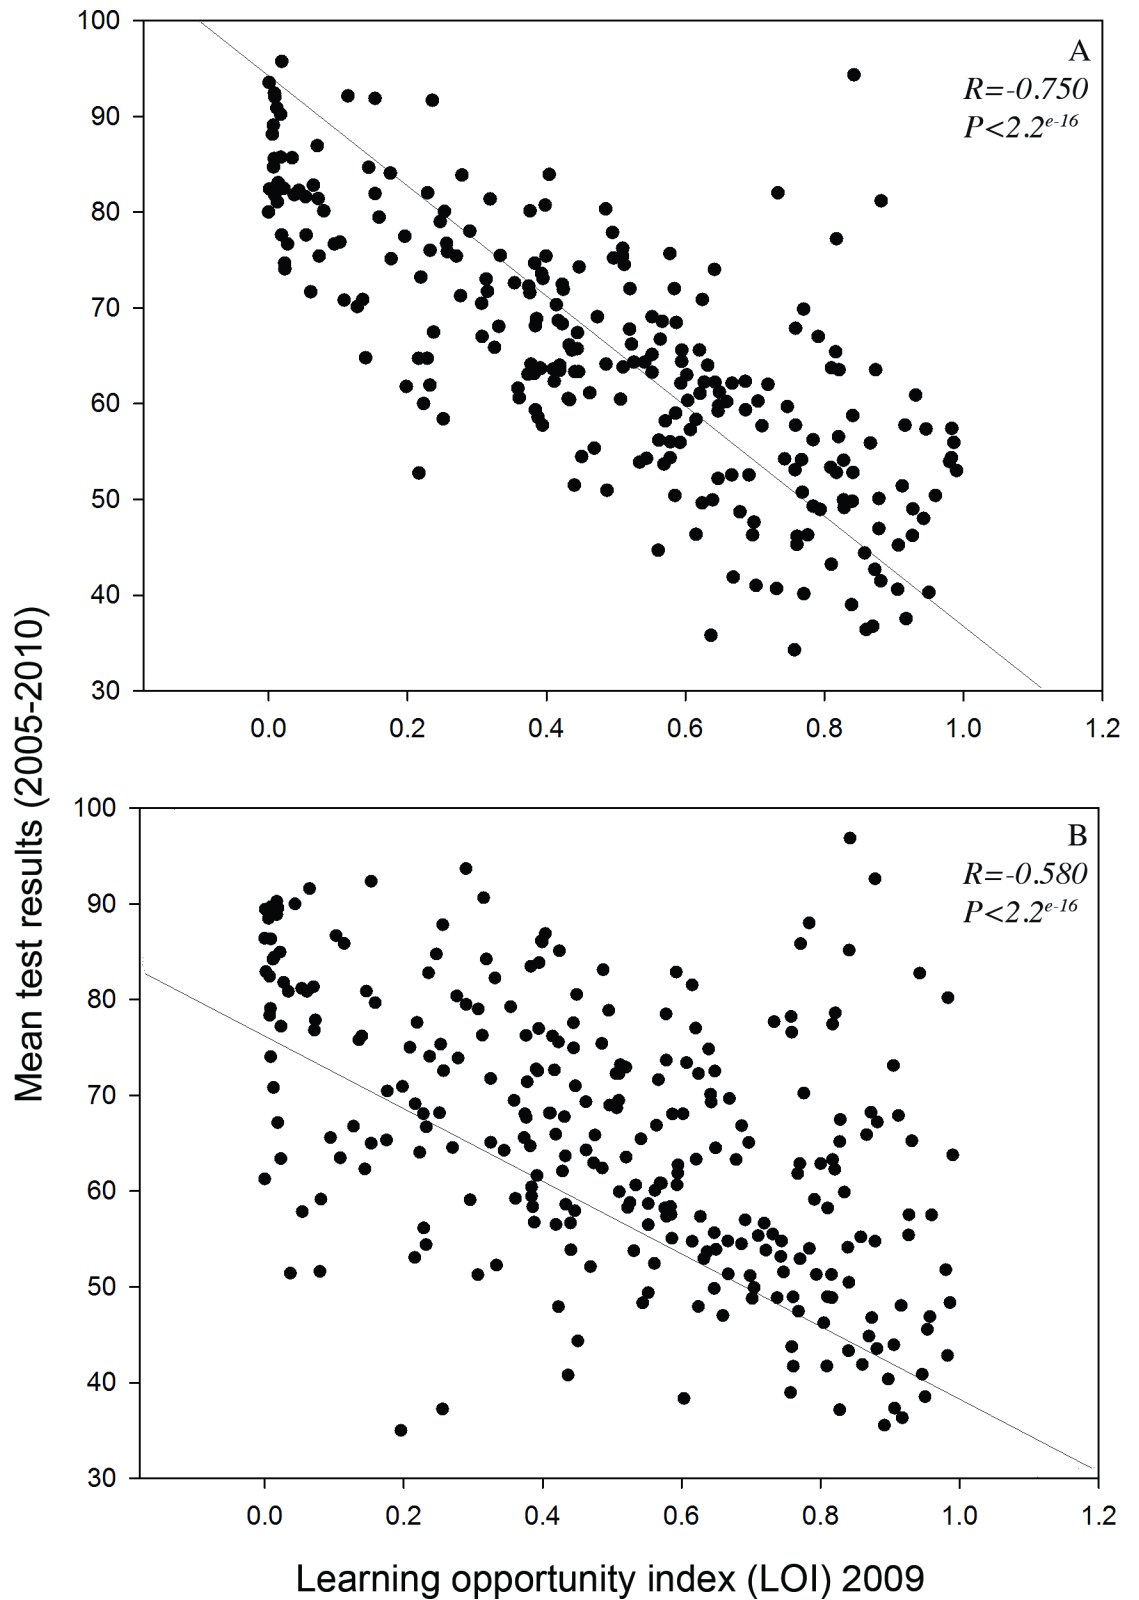 Mean test results (2005-2010)
100
90
80
70
60
50
40
30
A
R=-0.750
P<2.2e-16
0.0 0.2 0.4 0.6 0.8 1.0 1.2
100
90
80
70
60
50
40
30
B
R=-0.580
P<2.2e-16
0.0 0.2 0.4 0.6 0.8 1.0 1.2
Learning opportunity index (LOI) 2009